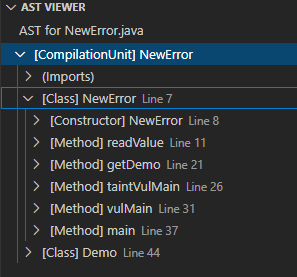 AST VIEWER
AST for NewError.java
[CompilationUnit] NewError
(Imports)
[Class] NewError Line 7
[Constructor] NewError Line 8
[Method] readValue Line 11
[Method] getDemo Line 21
[Method] taintVulMain Line 26
[Method] vulMain Line 31
[Method] main Line 37
[Class] Demo Line 44